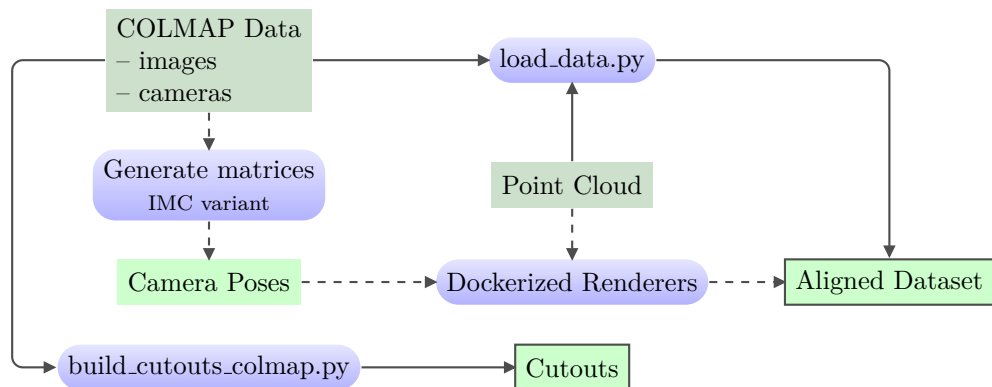 COLMAP Data
– images
– cameras
load_data.py
Generate matrices
IMC variant
Point Cloud
Camera Poses
Dockerized Renderers
Aligned Dataset
build_cutouts_colmap.py
Cutouts